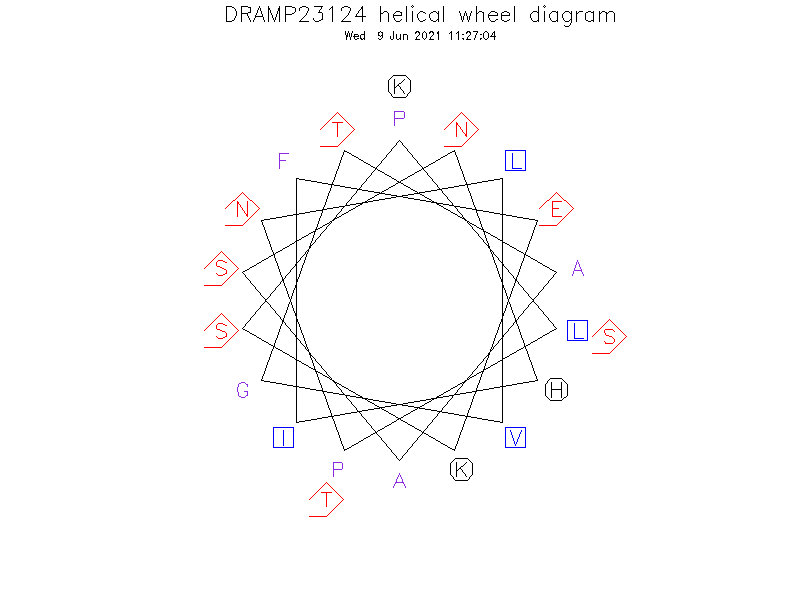 DRAMP23124 helical wheel diagram
Wed 9 Jun 2021 11:27:04
K
P
T
N
F
L
N
E
S
A
S
L
S
G
H
I
V
P
K
A
T